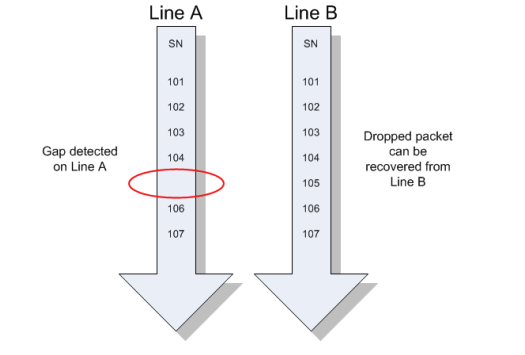 Line A
Line B
SN
101
102
103
104
106
107
SN
101
102
103
104
105
106
107
Gap detected
on Line A
Dropped packet
can be
recovered from
Line B